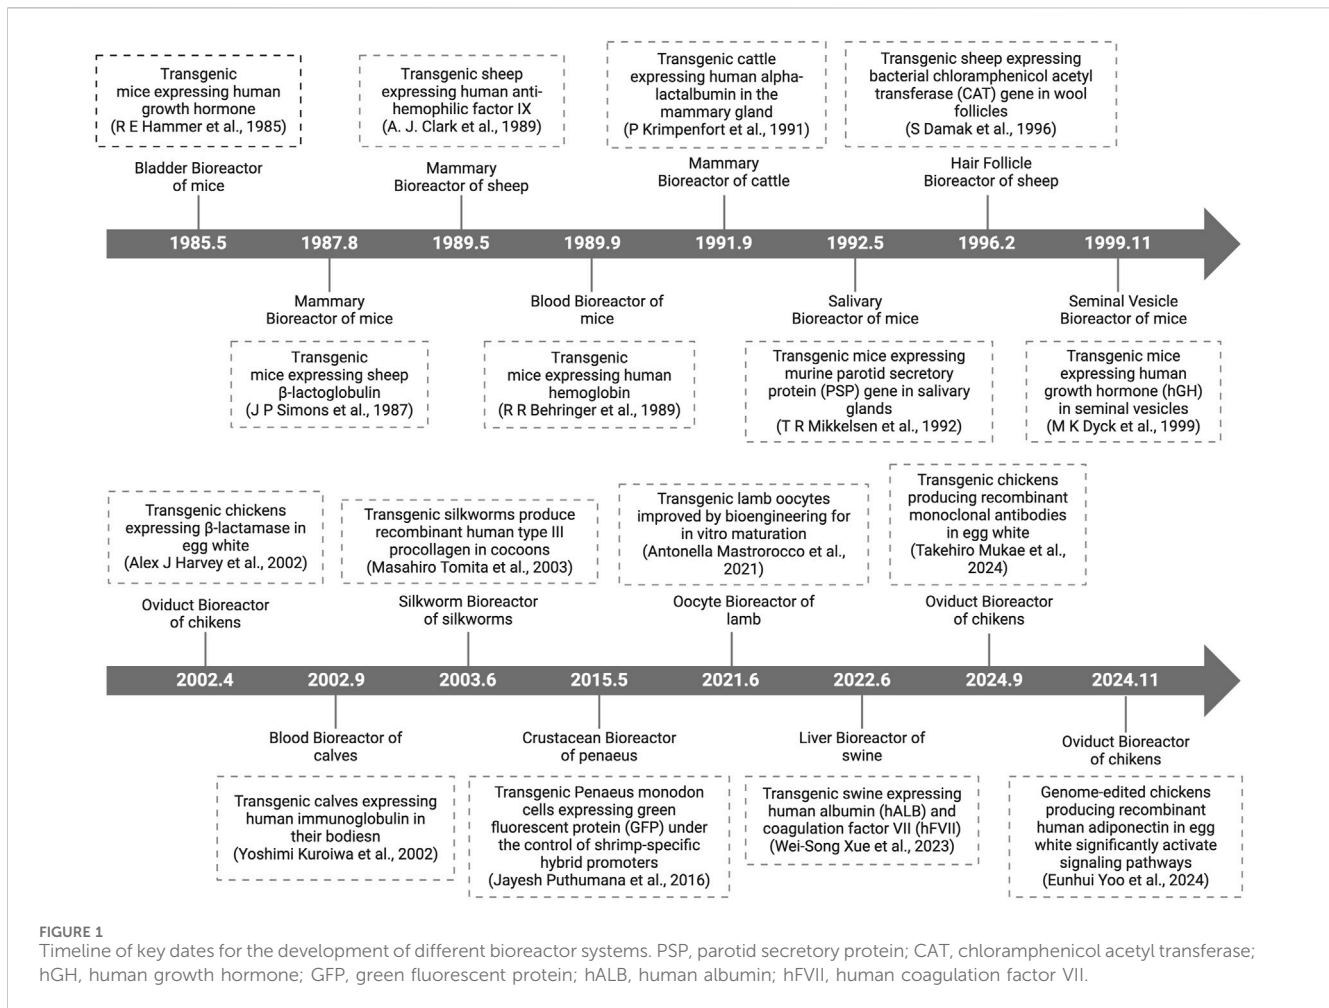 Transgenic
mice expressing human
growth hormone
(R E Hammer et al., 1985)
Bladder Bioreactor
of mice
Transgenic sheep
expressing human anti-
hemophilic factor IX
(A. J. Clark et al., 1989)
Mammary
Bioreactor of sheep
Transgenic cattle
expressing human alpha-
lactalbumin in the
mammary gland
(P Krimpenfort et al., 1991)
Mammary
Bioreactor of cattle
Transgenic sheep expressing
bacterial chloramphenicol acetyl
transferase (CAT) gene in wool
follicles
(S Damak et al., 1996)
Hair Follicle
Bioreactor of sheep
1985.5 1987.8 1989.5 1989.9 1991.9 1992.5 1996.2 1999.11
Mammary
Bioreactor of mice
Transgenic
mice expressing sheep
β-lactoglobulin
(J P Simons et al., 1987)
Blood Bioreactor of
mice
Transgenic
mice expressing human
hemoglobin
(R R Behringer et al., 1989)
Salivary
Bioreactor of mice
Transgenic mice expressing
murine parotid secretory
protein (PSP) gene in salivary
glands
(T R Mikkelsen et al., 1992)
Seminal Vesicle
Bioreactor of mice
Transgenic mice
expressing human
growth hormone (hGH)
in seminal vesicles
(M K Dyck et al., 1999)
Transgenic chickens
expressing β-lactamase in
egg white
(Alex J Harvey et al., 2002)
Oviduct Bioreactor
of chikens
Transgenic silkworms produce
recombinant human type III
procollagen in cocoons
(Masahiro Tomita et al., 2003)
Silkworm Bioreactor
of silkworms
Transgenic lamb oocytes
improved by bioengineering for
in vitro maturation
(Antonella Mastrorocco et al.,
2021)
Oocyte Bioreactor of
lamb
Transgenic chickens
producing recombinant
monoclonal antibodies
in egg white
(Takehiro Mukae et al.,
2024)
Oviduct Bioreactor
of chikens
2002.4 2002.9 2003.6 2015.5 2021.6 2022.6 2024.9 2024.11
Blood Bioreactor of
calves
Transgenic calves expressing
human immunoglobulin in
their bodiesn
(Yoshimi Kuroiwa et al., 2002)
Crustacean Bioreactor
of penaeus
Transgenic Penaeus monodon
cells expressing green
fluorescent protein (GFP) under
the control of shrimp-specific
hybrid promoters
(Jayesh Puthumana et al., 2016)
Liver Bioreactor of
swine
Transgenic swine expressing
human albumin (hALB) and
coagulation factor VII (hFVII)
(Wei-Song Xue et al., 2023)
Oviduct Bioreactor
of chikens
Genome-edited chickens
producing recombinant
human adiponectin in egg
white significantly activate
signaling pathways
(Eunhui Yoo et al., 2024)
FIGURE 1
Timeline of key dates for the development of different bioreactor systems. PSP, parotid secretory protein; CAT, chloramphenicol acetyl transferase;
hGH, human growth hormone; GFP, green fluorescent protein; hALB, human albumin; hFVII, human coagulation factor VII.